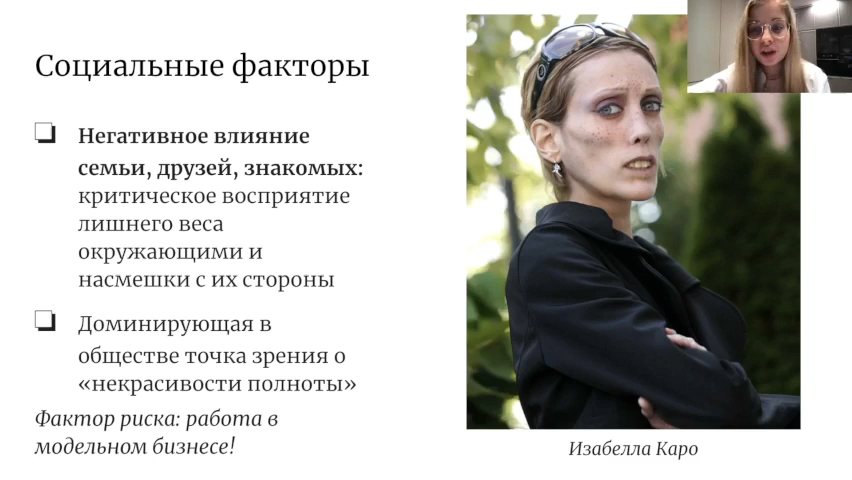 Социальные факторы
Негативное влияние
семьи, друзей, знакомых:
критическое восприятие
лишнего веса
окружающими и
насмешки с их стороны
Доминирующая в
обществе точка зрения о
«некрасивости полноты»
Фактор риска: работа в
модельном бизнесе!
Изабелла Каро